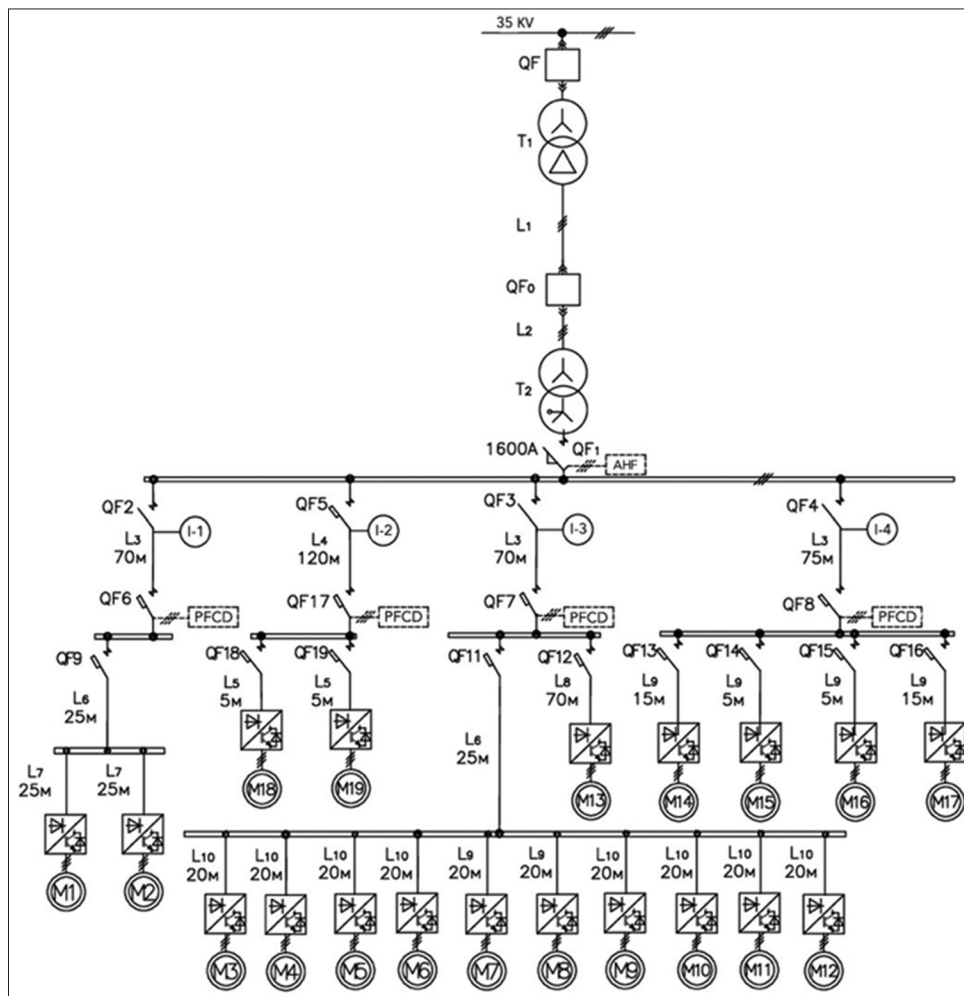 35 KV
QF
T1
L1
QF0
L2
T2
1600A QF1 AHF
QF2 QF5 QF3 QF4
I-1 I-2 I-3 I-4
L3 L4 L3 L3
70M 120M 70M 75M
QF6 QF17 QF7 QF8
PFCD PFCD PFCD PFCD
QF9 QF18 QF19 QF11 QF12 QF13 QF14 QF15 QF16
L5 L5 L8 L9 L9 L9 L9
5M 5M 70M 15M 5M 5M 15M
L6 L6
25M 25M
L7 L7
25M 25M
M18 M19 M13 M14 M15 M16 M17
M1 M2
L10 L10 L10 L10 L9 L9 L10 L10 L10 L10
20M 20M 20M 20M 20M 20M 20M 20M 20M 20M
M3 M4 M5 M6 M7 M8 M9 M10 M11 M12